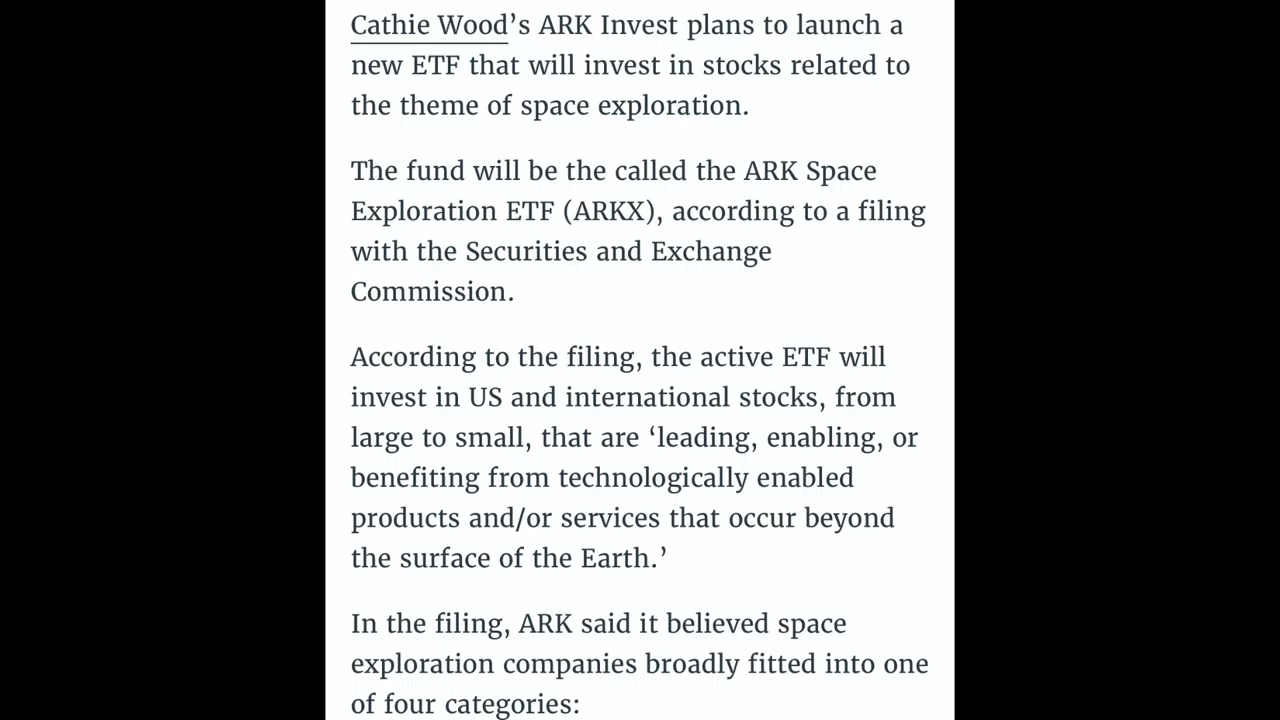 Cathie Wood’s ARK Invest plans to launch a
new ETF that will invest in stocks related to
the theme of space exploration.
The fund will be the called the ARK Space
Exploration ETF (ARKX), according to a filing
with the Securities and Exchange
Commission.
According to the filing, the active ETF will
invest in US and international stocks, from
large to small, that are ‘leading, enabling, or
benefiting from technologically enabled
products and/or services that occur beyond
the surface of the Earth.’
In the filing, ARK said it believed space
exploration companies broadly fitted into one
of four categories: